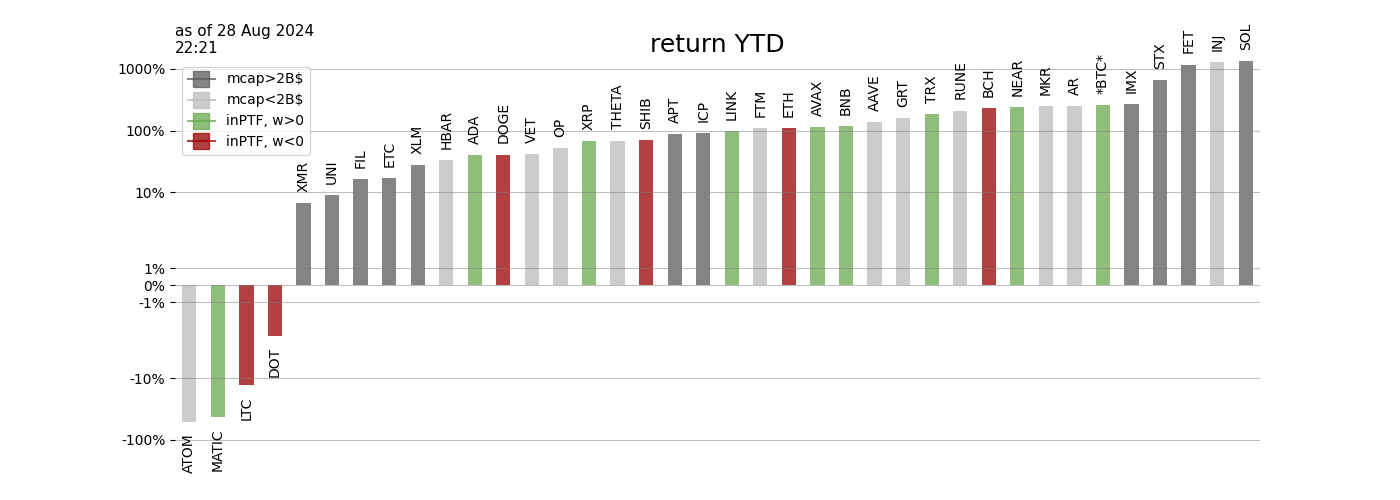 as of 28 Aug 2024
22:21
return YTD
mcap>2B$
mcap<2B$
inPTF, w>0
inPTF, w<0
1000%
100%
10%
1%
0%
-1%
-10%
-100%
ATOM
MATIC
LTC
DOT
XMR
UNI
FIL
ETC
XLM
HBAR
ADA
DOGE
VET
OP
XRP
THETA
SHIB
APT
ICP
LINK
FTM
ETH
AVAX
BNB
AAVE
GRT
TRX
RUNE
BCH
NEAR
MKR
AR
*BTC*
IMX
STX
FET
INJ
SOL